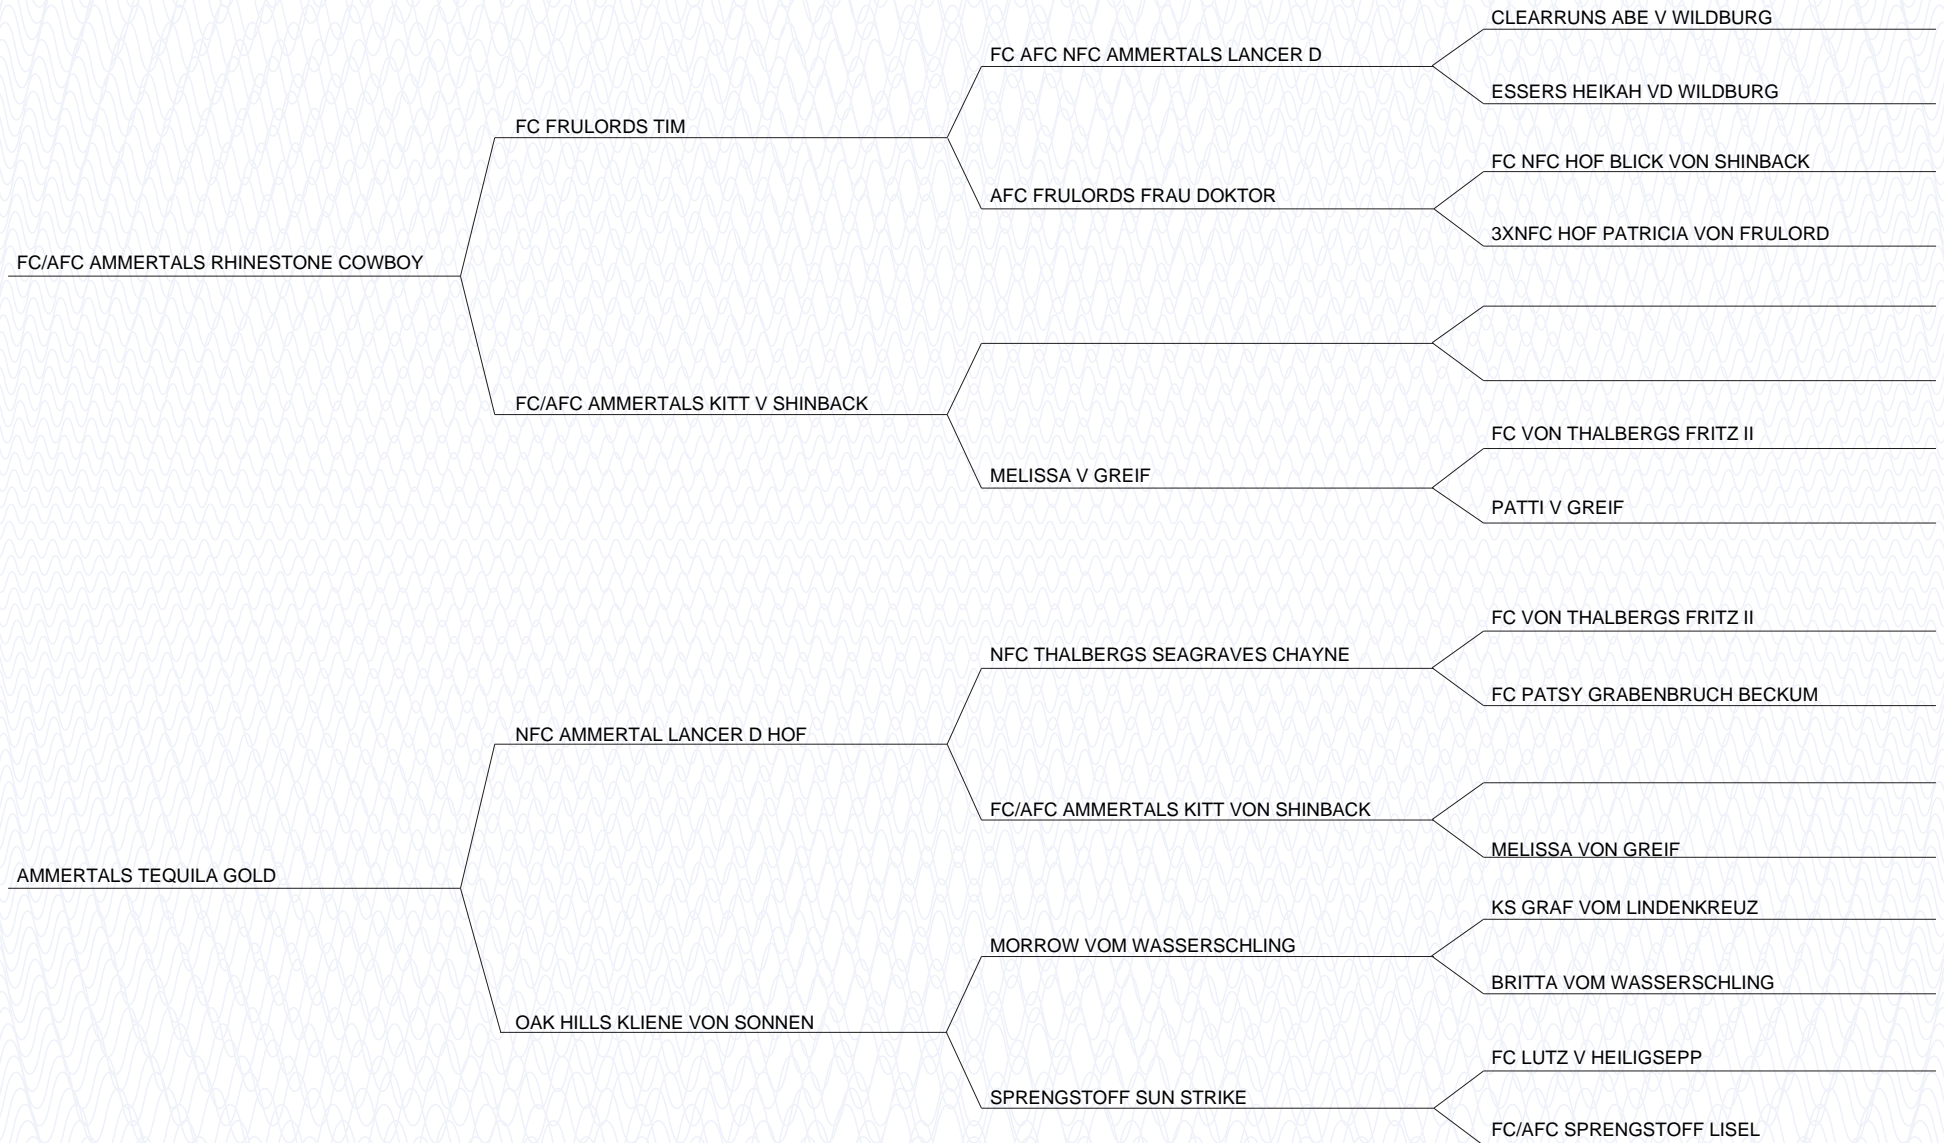 CLEARRUNS ABE V WILDBURG
FC AFC NFC AMMERTALS LANCER D
ESSERS HEIKAH VD WILDBURG
FC FRULORDS TIM
FC NFC HOF BLICK VON SHINBACK
AFC FRULORDS FRAU DOKTOR
3XNFC HOF PATRICIA VON FRULORD
FC/AFC AMMERTALS RHINESTONE COWBOY
FC/AFC AMMERTALS KITT V SHINBACK
FC VON THALBERGS FRITZ II
MELISSA V GREIF
PATTI V GREIF
FC VON THALBERGS FRITZ II
NFC THALBERGS SEAGRAVES CHAYNE
FC PATSY GRABENBRUCH BECKUM
NFC AMMERTAL LANCER D HOF
FC/AFC AMMERTALS KITT VON SHINBACK
MELISSA VON GREIF
AMMERTALS TEQUILA GOLD
KS GRAF VOM LINDENKREUZ
MORROW VOM WASSERSCHLING
BRITTA VOM WASSERSCHLING
OAK HILLS KLIENE VON SONNEN
FC LUTZ V HEILIGSEPP
SPRENGSTOFF SUN STRIKE
FC/AFC SPRENGSTOFF LISEL